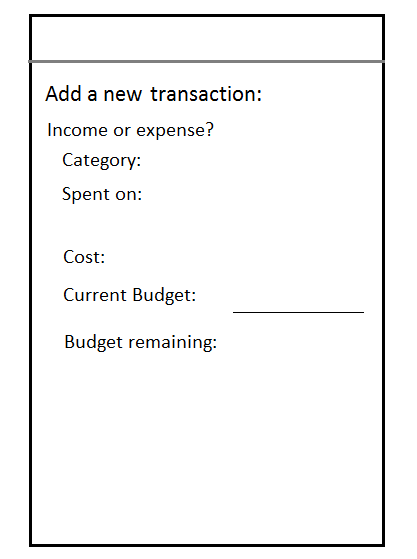 Add a new transaction:
Income or expense?
Category:
Spent on:
Cost:
Current Budget:
Budget remaining: